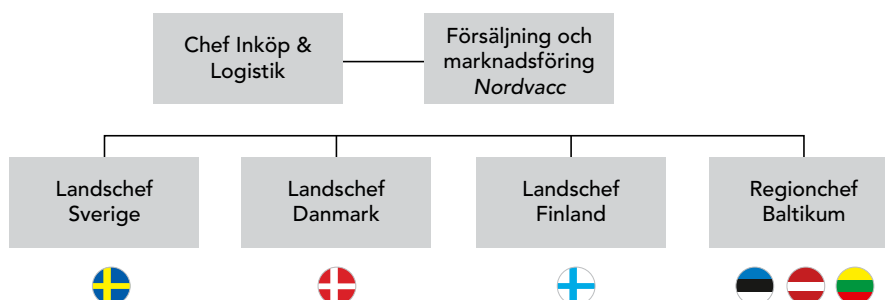 Chef Inköp &
Logistik
Försäljning och
marknadsföring
Nordvacc
Landschef
Sverige
Landschef
Danmark
Landschef
Finland
Regionchef
Baltikum